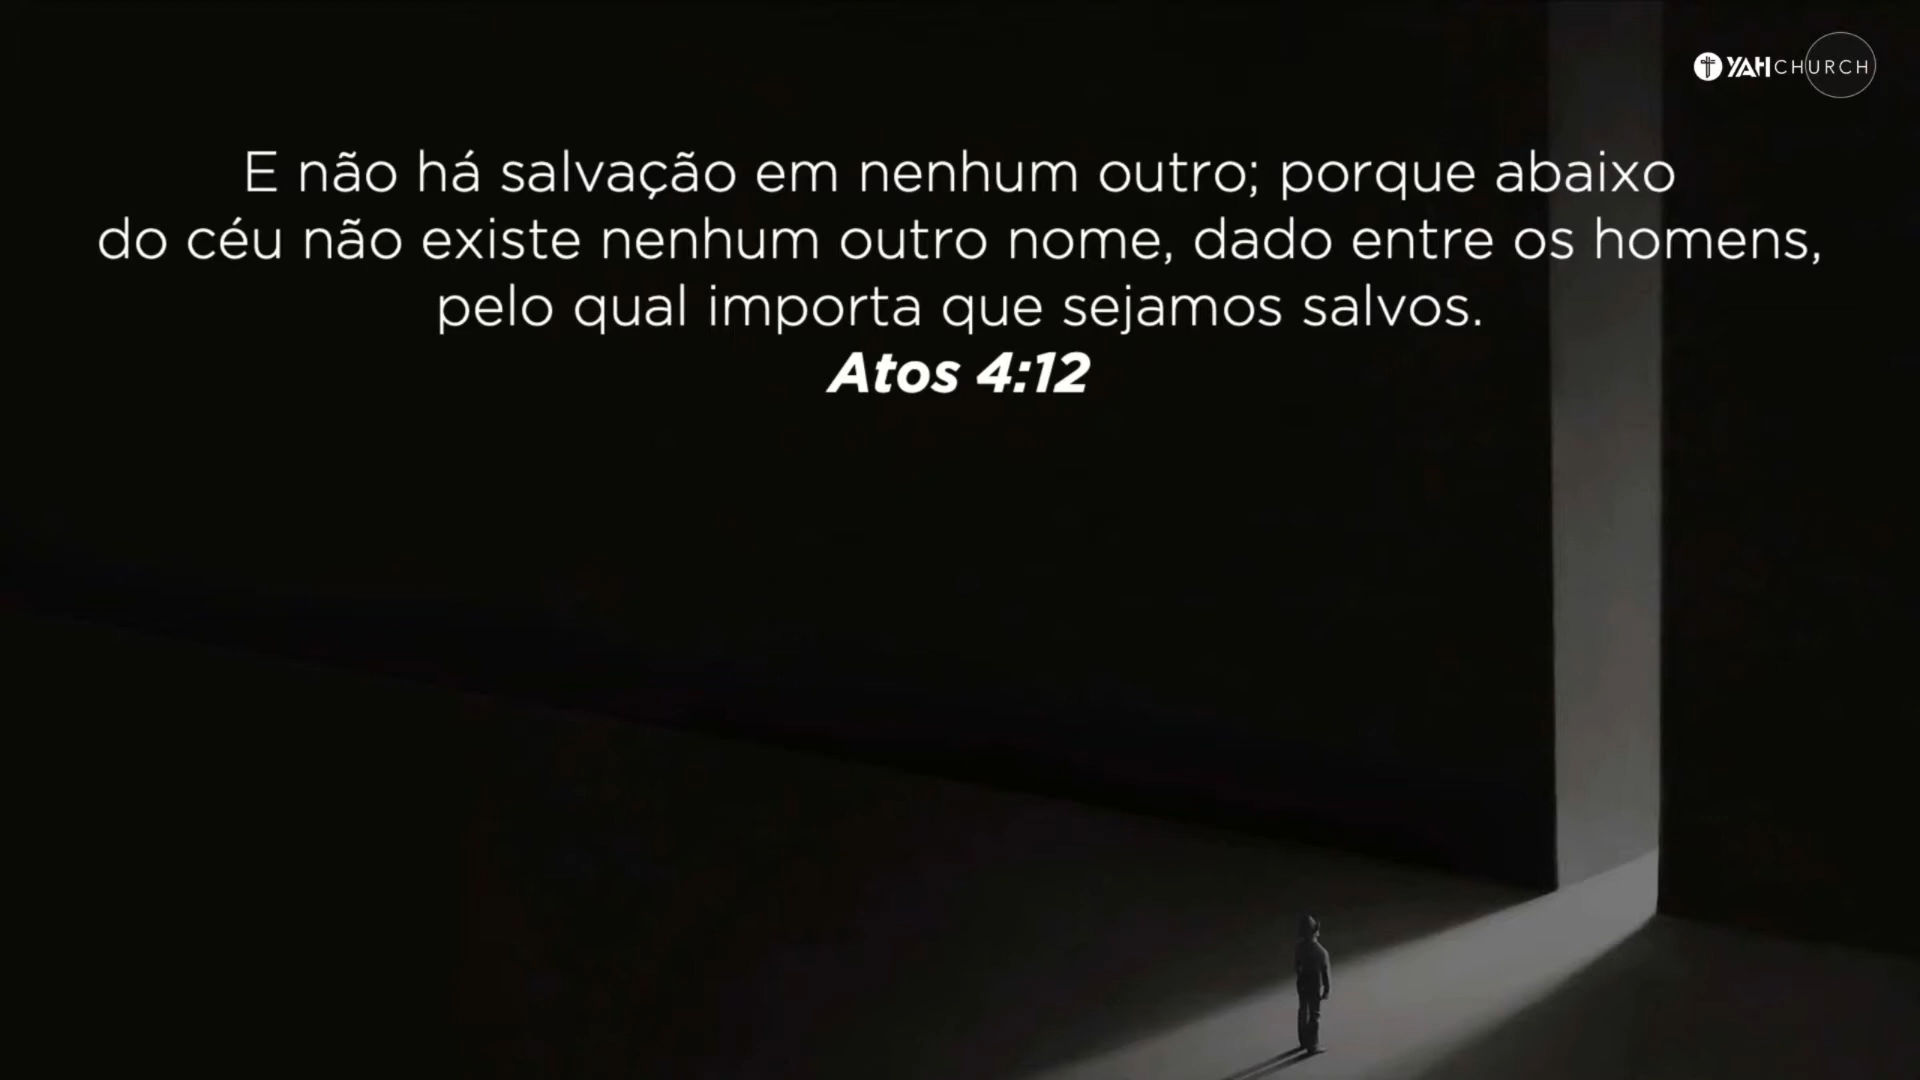 YAH CHURCH
E não há salvação em nenhum outro; porque abaixo
do céu não existe nenhum outro nome, dado entre os homens,
pelo qual importa que sejamos salvos.
Atos 4:12